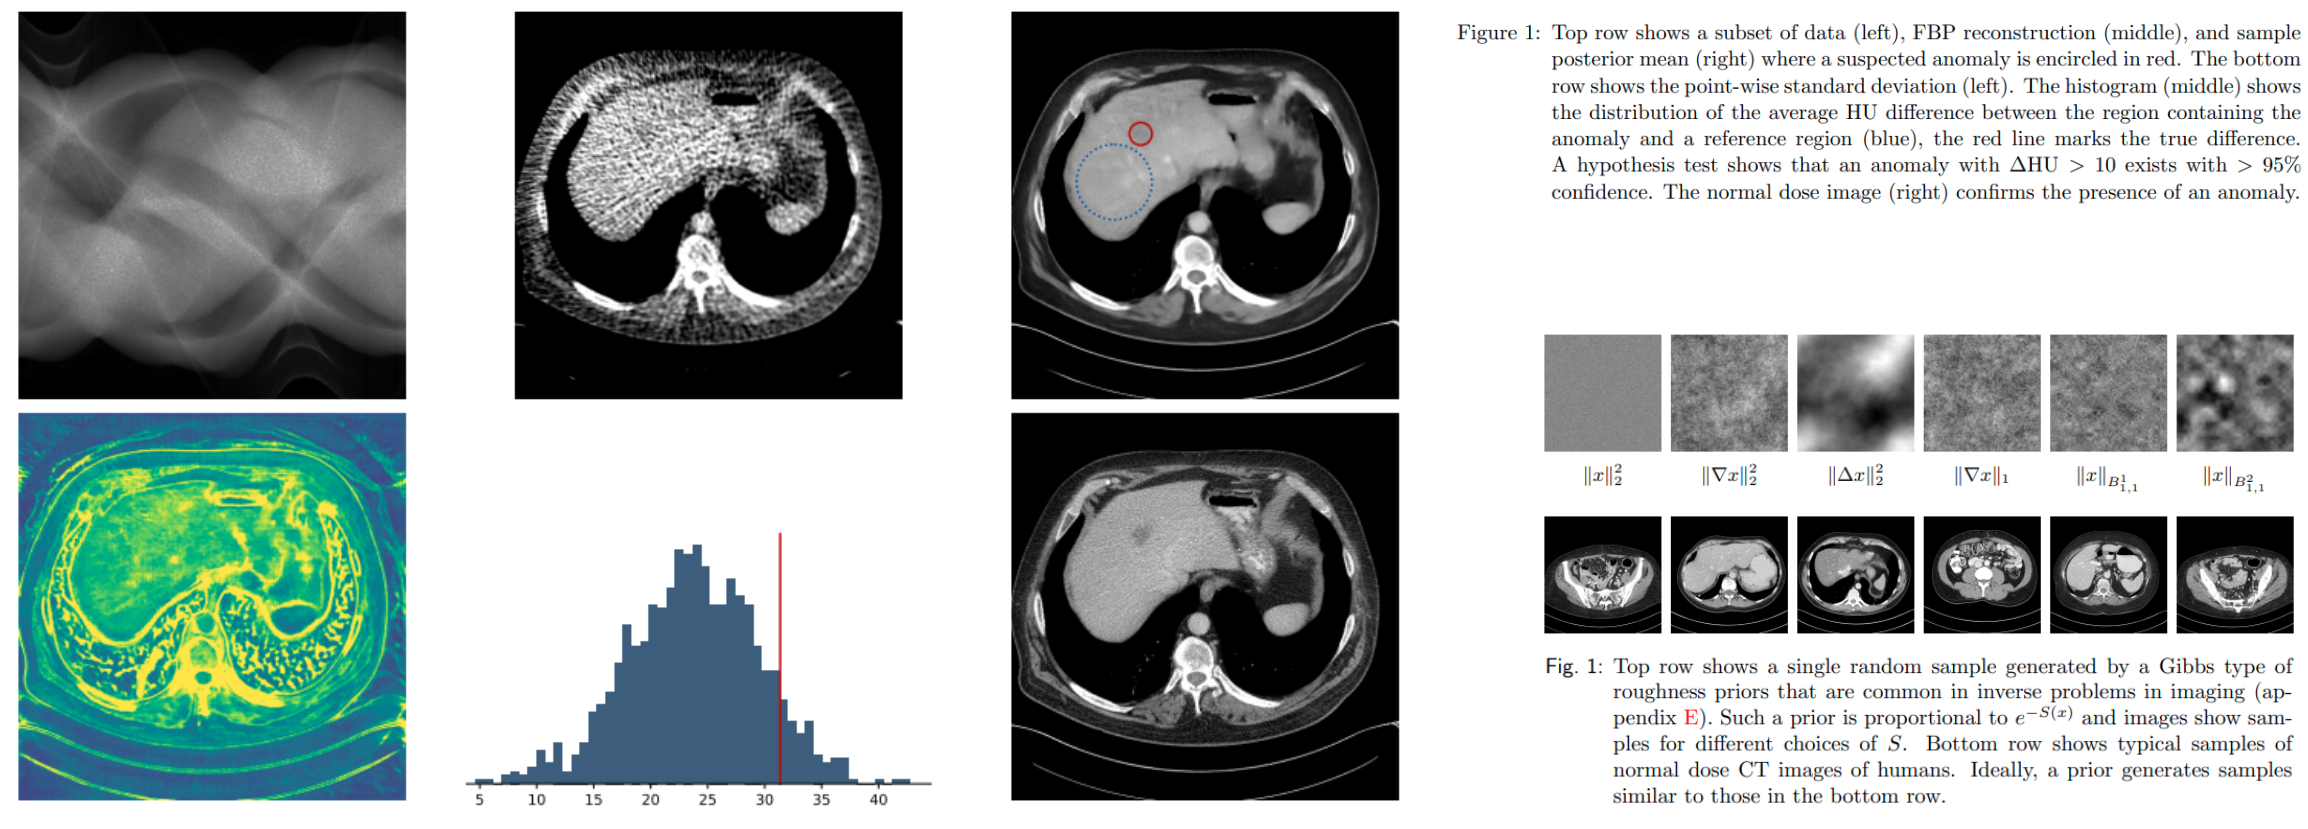 Figure 1: Top row shows a subset of data (left), FBP reconstruction (middle), and sample
posterior mean (right) where a suspected anomaly is encircled in red. The bottom
row shows the point-wise standard deviation (left). The histogram (middle) shows
the distribution of the average HU difference between the region containing the
anomaly and a reference region (blue), the red line marks the true difference.
A hypothesis test shows that an anomaly with ΔHU > 10 exists with > 95%
confidence. The normal dose image (right) confirms the presence of an anomaly.
5 10 15 20 25 30 35 40
‖x‖₂² ‖∇x‖₂² ‖Δx‖₂² ‖∇x‖₁ ‖x‖_{B^1_{1,1}} ‖x‖_{B^2_{1,1}}
Fig. 1: Top row shows a single random sample generated by a Gibbs type of
roughness priors that are common in inverse problems in imaging (ap-
pendix E). Such a prior is proportional to e^{−S(x)} and images show sam-
ples for different choices of S. Bottom row shows typical samples of
normal dose CT images of humans. Ideally, a prior generates samples
similar to those in the bottom row.